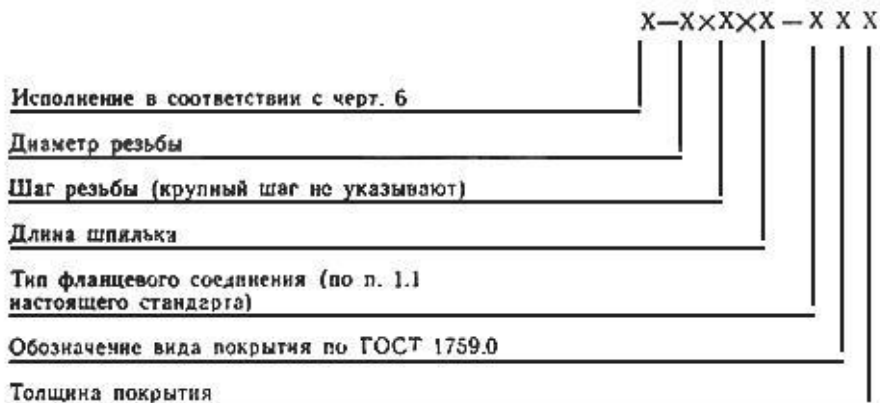 X—X×X×X — X X X
Исполнение в соответствии с черт. 6
Диаметр резьбы
Шаг резьбы (крупный шаг не указывают)
Длина шпильки
Тип фланцевого соединения (по п. 1.1
настоящего стандарта)
Обозначение вида покрытия по ГОСТ 1759.0
Толщина покрытия